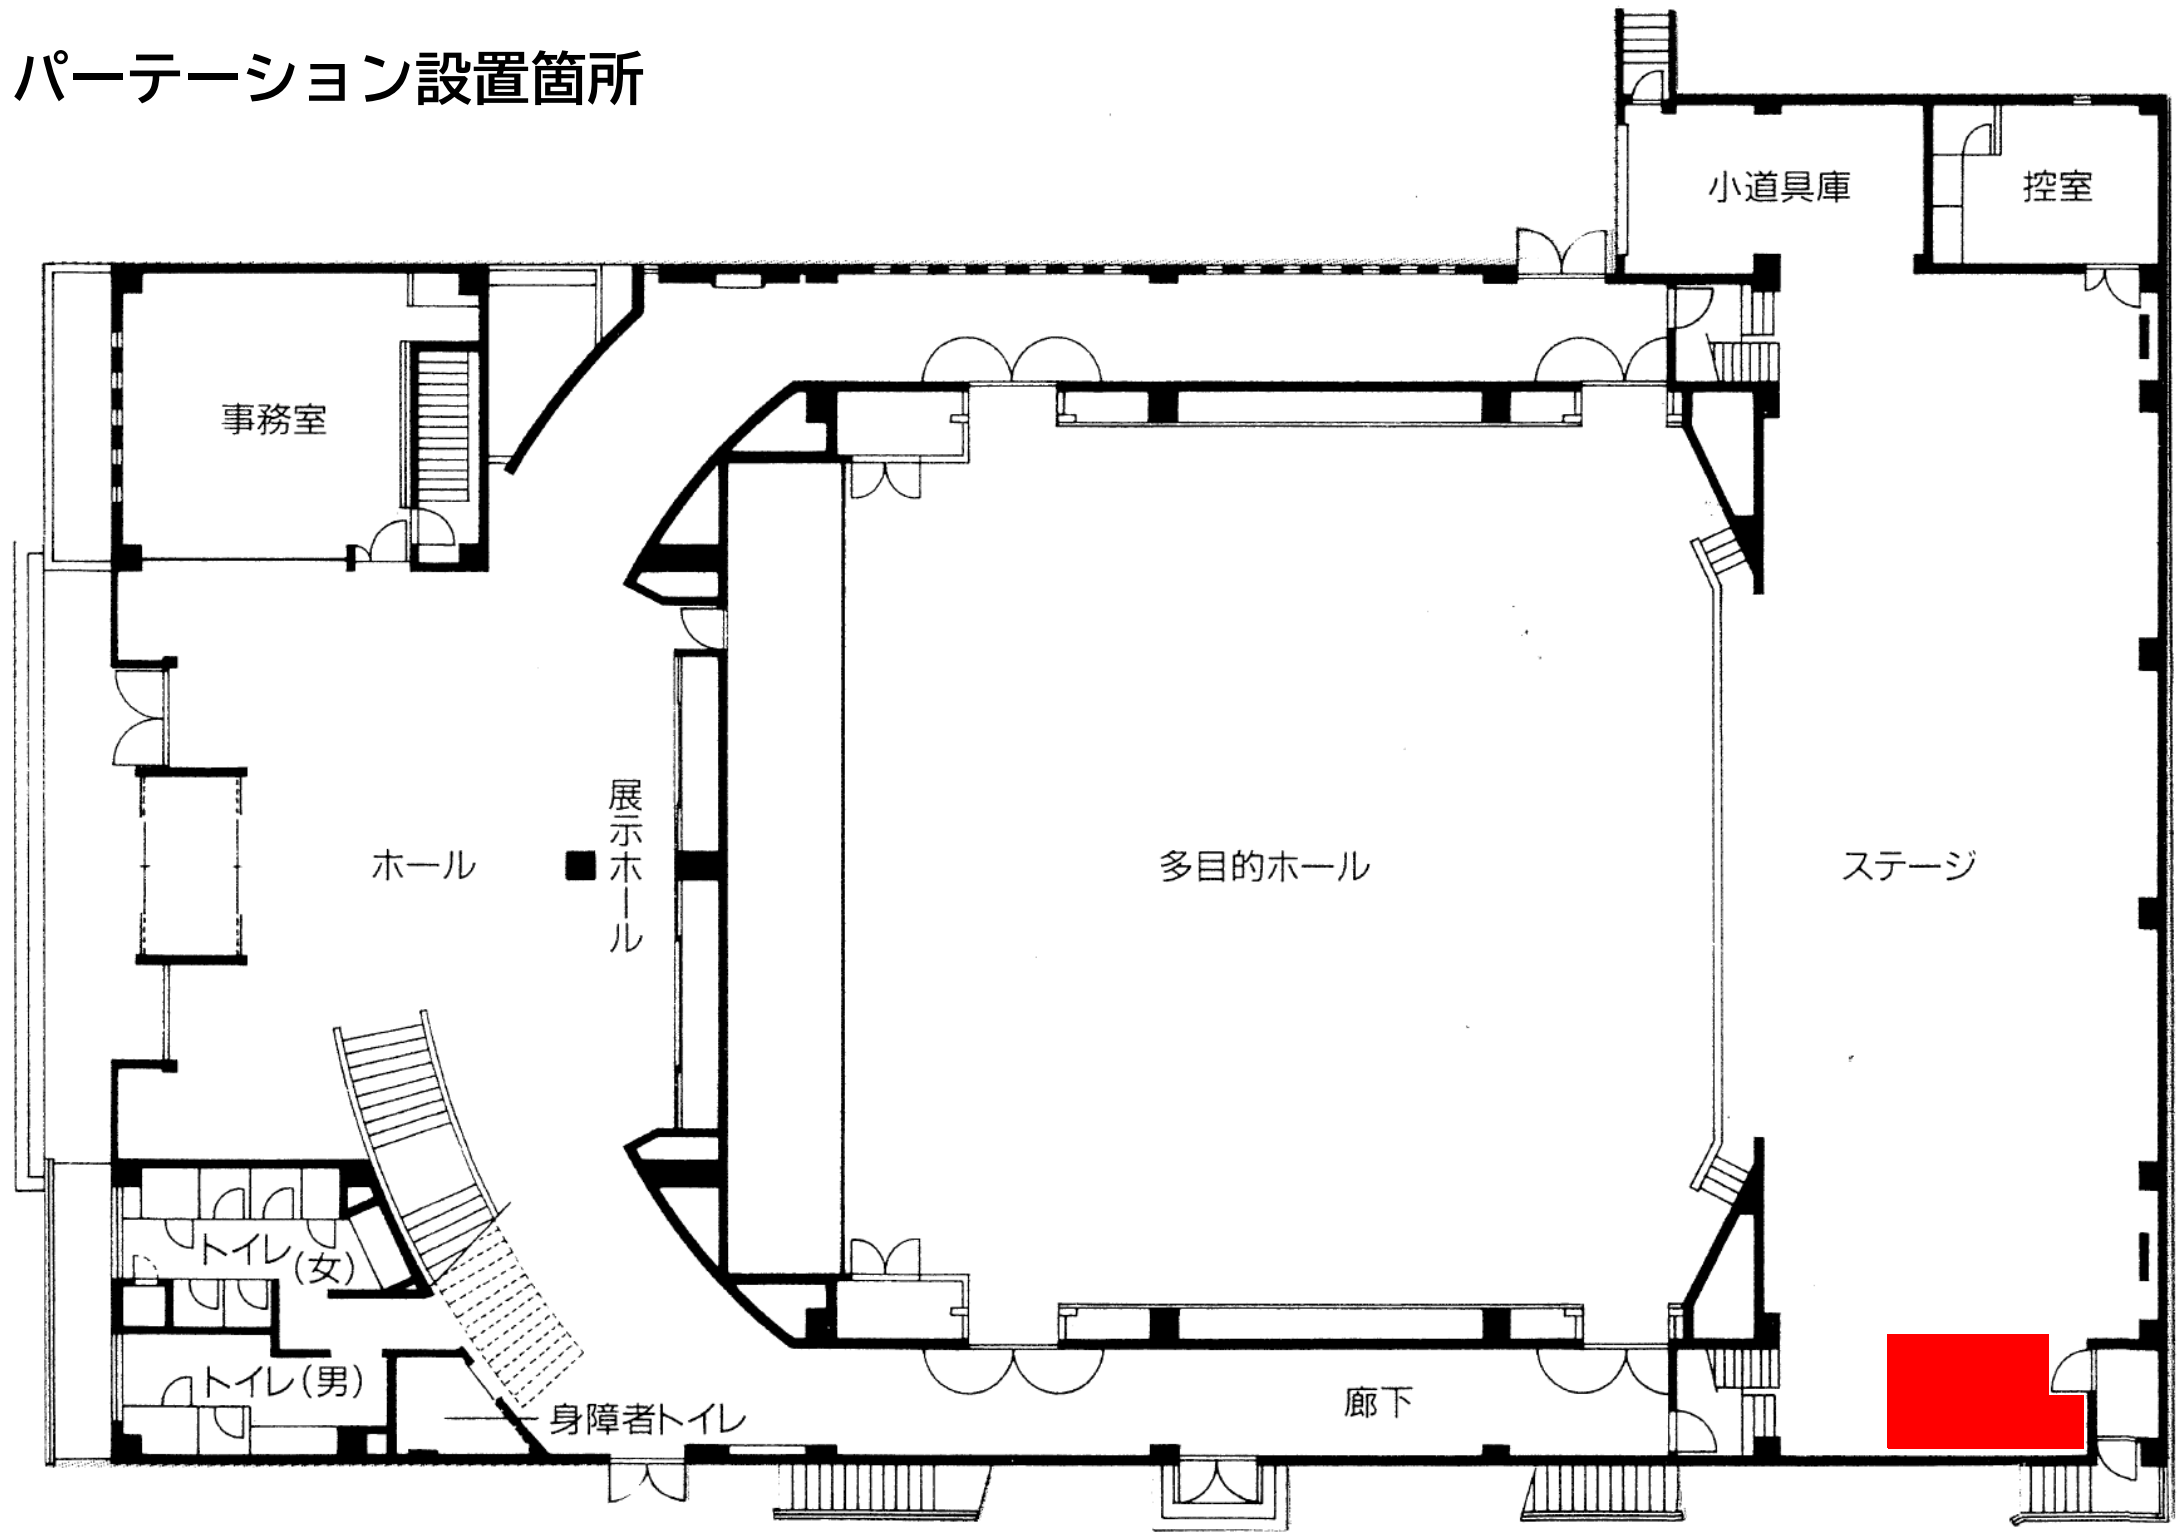 パーテーション設置箇所
小道具庫
控室
事務室
展示ホール
ホール
多目的ホール
ステージ
トイレ(女)
トイレ(男)
身障者トイレ
廊下